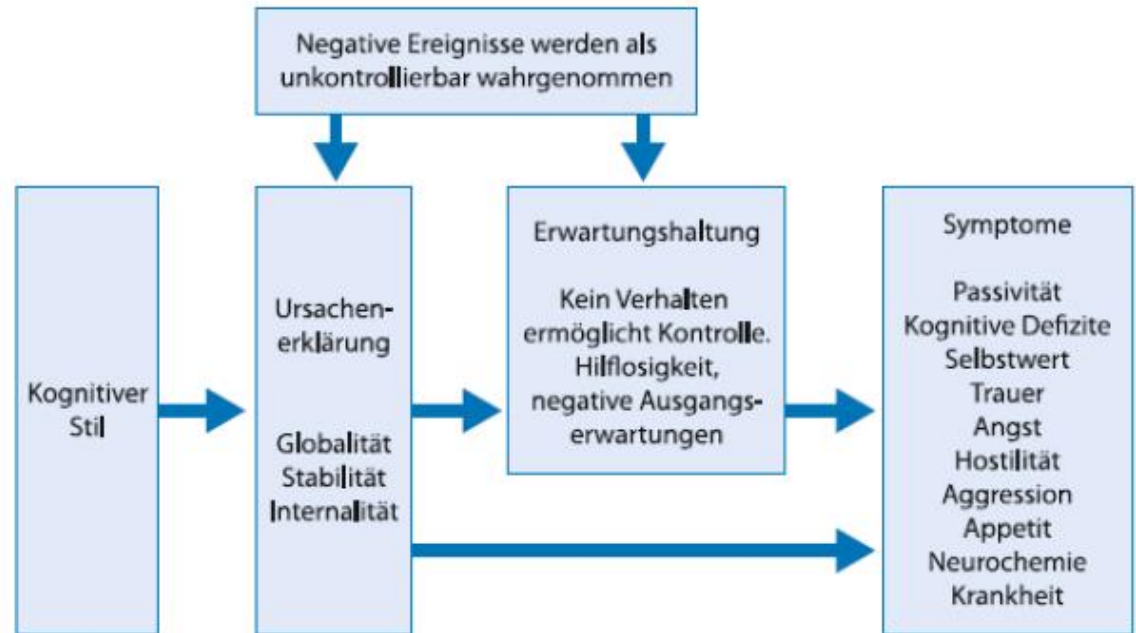 Negative Ereignisse werden als
unkontrollierbar wahrgenommen
Kognitiver
Stil
Ursachen-
erklärung
Globalität
Stabilität
Internalität
Erwartungshaltung
Kein Verhalten
ermöglicht Kontrolle.
Hilflosigkeit,
negative Ausgangs-
erwartungen
Symptome
Passivität
Kognitive Defizite
Selbstwert
Trauer
Angst
Hostilität
Aggression
Appetit
Neurochemie
Krankheit